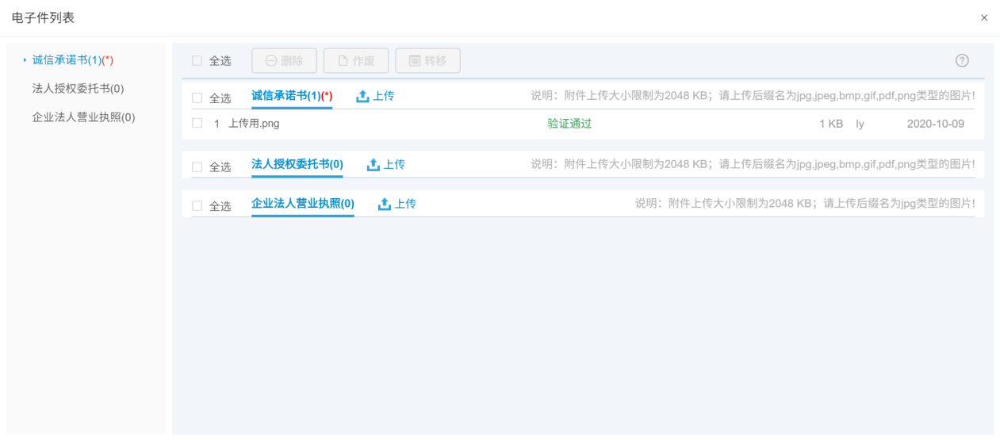 电子件列表 ×
诚信承诺书(1)(*)
法人授权委托书(0)
企业法人营业执照(0)
全选 删除 作废 转移 ?
全选 诚信承诺书(1)(*) 上传 说明：附件上传大小限制为2048 KB；请上传后缀名为jpg,jpeg,bmp,gif,pdf,png类型的图片!
1 上传用.png 验证通过 1 KB ly 2020-10-09
全选 法人授权委托书(0) 上传 说明：附件上传大小限制为2048 KB；请上传后缀名为jpg,jpeg,bmp,gif,pdf,png类型的图片!
全选 企业法人营业执照(0) 上传 说明：附件上传大小限制为2048 KB；请上传后缀名为jpg类型的图片!